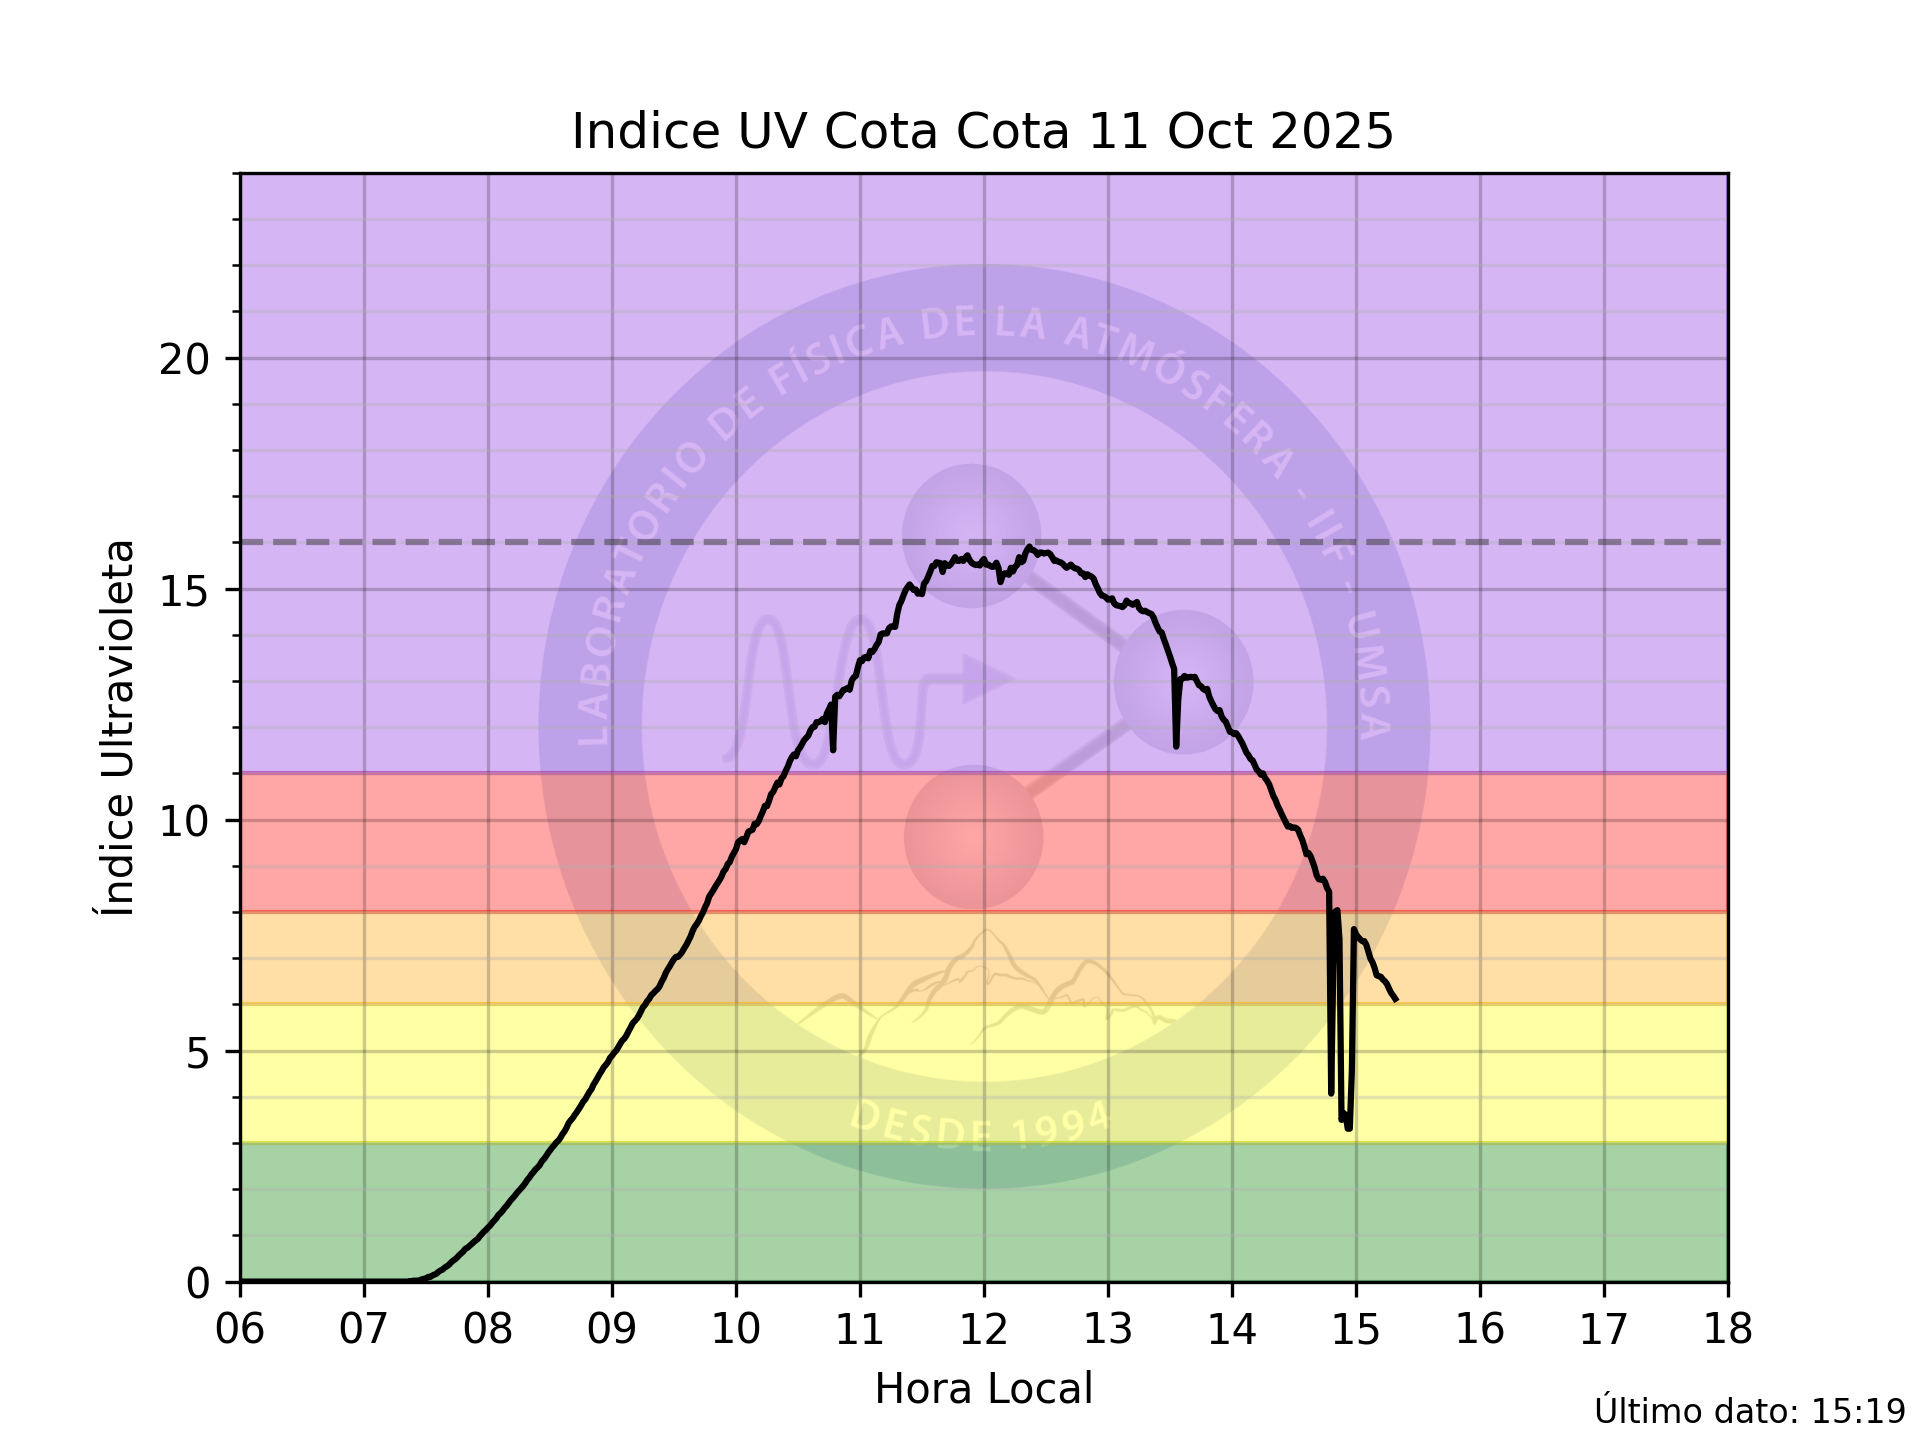 Indice UV Cota Cota 11 Oct 2025
Índice Ultravioleta
20
15
10
5
0
LABORATORIO DE FÍSICA DE LA ATMÓSFERA - IIF - UMSA
DESDE 1994
06 07 08 09 10 11 12 13 14 15 16 17 18
Hora Local
Último dato: 15:19